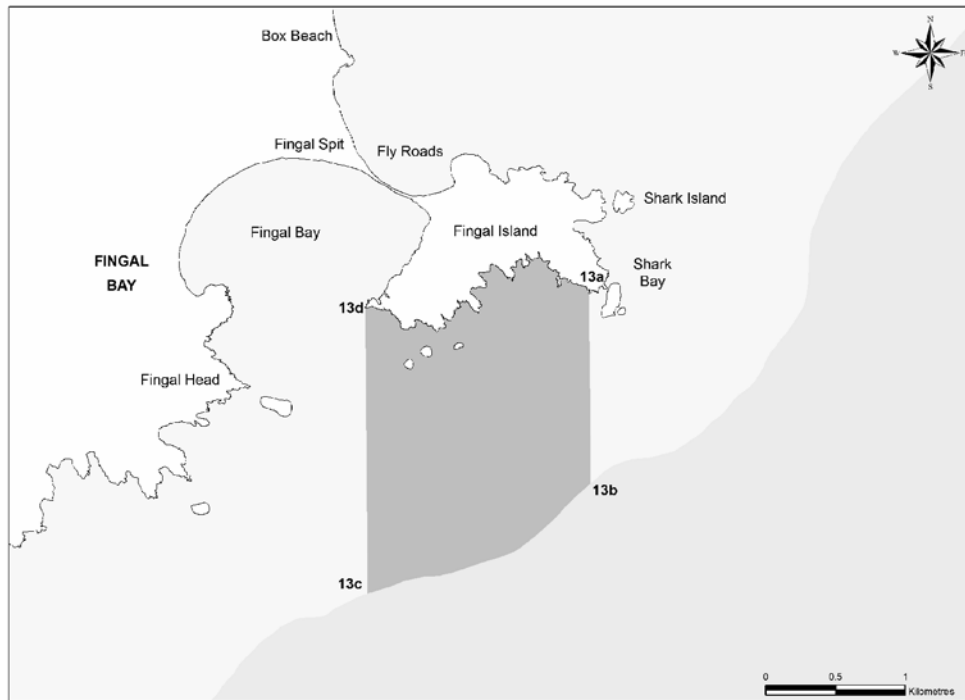 Box Beach
N
W
E
S
Fingal Spit
Fly Roads
Shark Island
Fingal Bay
Fingal Island
FINGAL
BAY
Shark
Bay
13a
13d
Fingal Head
13b
13c
0 0.5 1
Kilometres